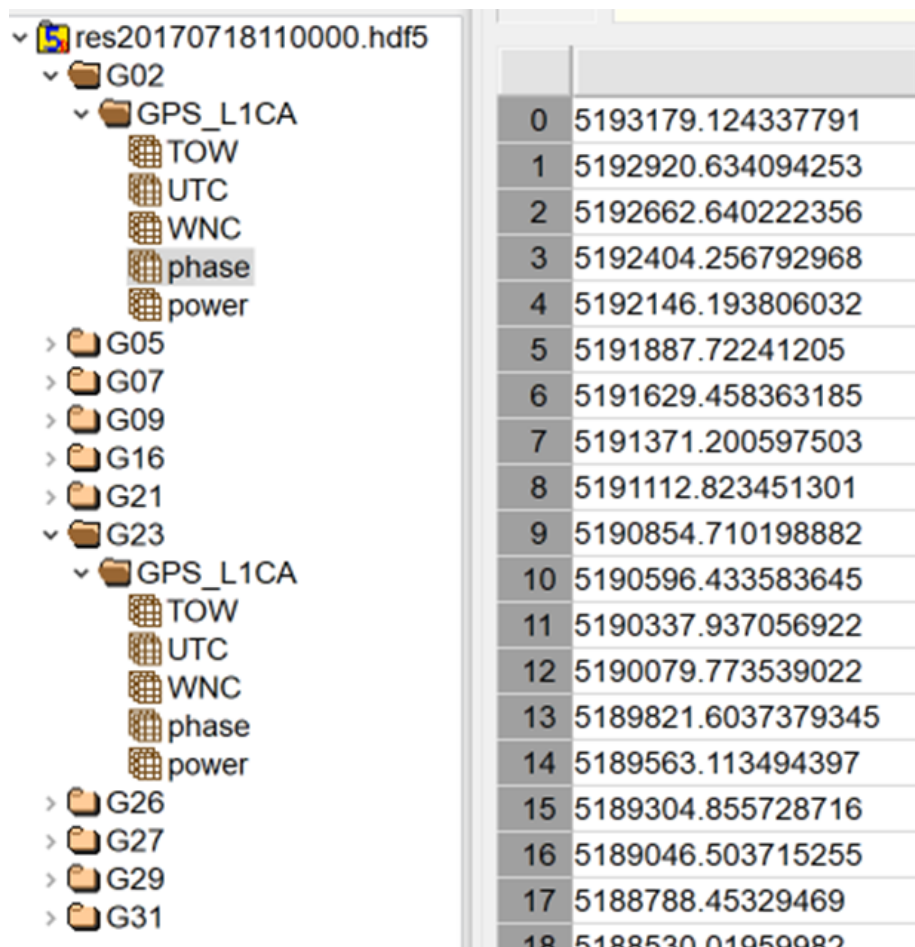 res20170718110000.hdf5
G02
GPS_L1CA
TOW
UTC
WNC
phase
power
G05
G07
G09
G16
G21
G23
GPS_L1CA
TOW
UTC
WNC
phase
power
G26
G27
G29
G31
0 5193179.124337791
1 5192920.634094253
2 5192662.640222356
3 5192404.256792968
4 5192146.193806032
5 5191887.72241205
6 5191629.458363185
7 5191371.200597503
8 5191112.823451301
9 5190854.710198882
10 5190596.433583645
11 5190337.937056922
12 5190079.773539022
13 5189821.6037379345
14 5189563.113494397
15 5189304.855728716
16 5189046.503715255
17 5188788.45329469
18 5188530.01959982